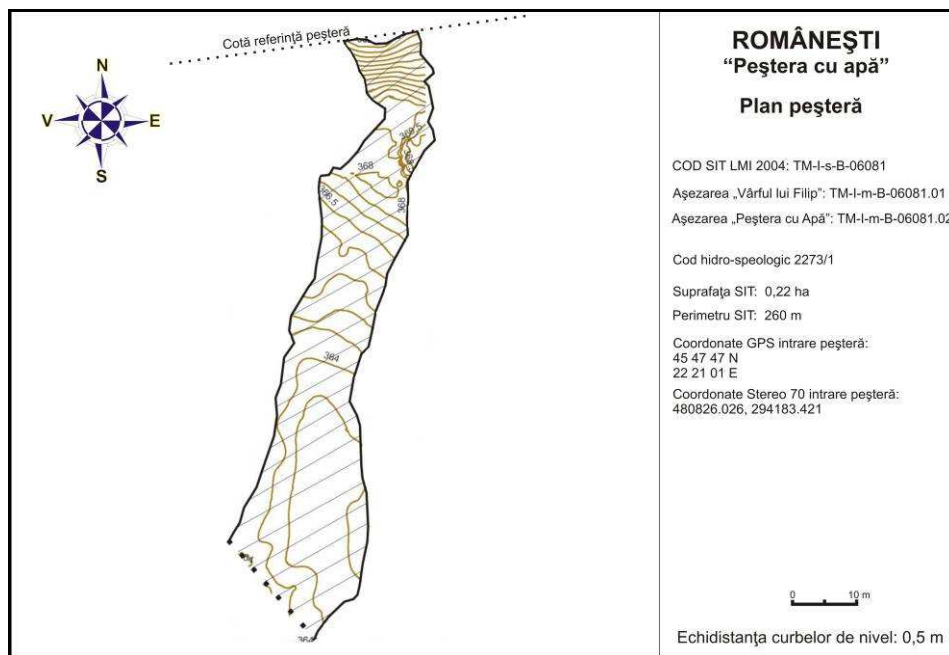 Cotă referință peșteră
N
V
E
S
368.5
368
366.5
368
364
364
ROMÂNEȘTI
“Peștera cu apă”
Plan peșteră
COD SIT LMI 2004: TM-I-s-B-06081
Așezarea „Vârful lui Filip”: TM-I-m-B-06081.01
Așezarea „Peștera cu Apă”: TM-I-m-B-06081.02
Cod hidro-speologic 2273/1
Suprafața SIT: 0,22 ha
Perimetru SIT: 260 m
Coordonate GPS intrare peșteră:
45 47 47 N
22 21 01 E
Coordonate Stereo 70 intrare peșteră:
480826.026, 294183.421
0 10 m
Echidistanța curbelor de nivel: 0,5 m